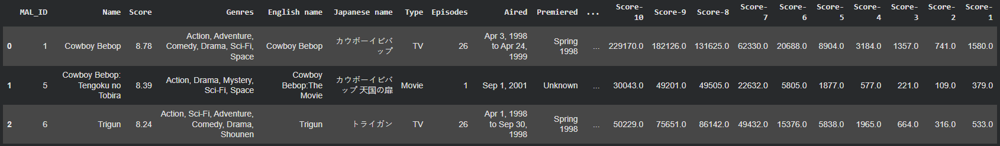 MAL_ID Name Score Genres English name Japanese name Type Episodes Aired Premiered ... Score-10 Score-9 Score-8 Score-7 Score-6 Score-5 Score-4 Score-3 Score-2 Score-1
0 1 Cowboy Bebop 8.78 Action, Adventure, Comedy, Drama, Sci-Fi, Space Cowboy Bebop カウボーイビバップ TV 26 Apr 3, 1998 to Apr 24, 1999 Spring 1998 ... 229170.0 182126.0 131625.0 62330.0 20688.0 8904.0 3184.0 1357.0 741.0 1580.0
1 5 Cowboy Bebop: Tengoku no Tobira 8.39 Action, Drama, Mystery, Sci-Fi, Space Cowboy Bebop:The Movie カウボーイビバップ 天国の扉 Movie 1 Sep 1, 2001 Unknown ... 30043.0 49201.0 49505.0 22632.0 5805.0 1877.0 577.0 221.0 109.0 379.0
2 6 Trigun 8.24 Action, Sci-Fi, Adventure, Comedy, Drama, Shounen Trigun トライガン TV 26 Apr 1, 1998 to Sep 30, 1998 Spring 1998 ... 50229.0 75651.0 86142.0 49432.0 15376.0 5838.0 1965.0 664.0 316.0 533.0